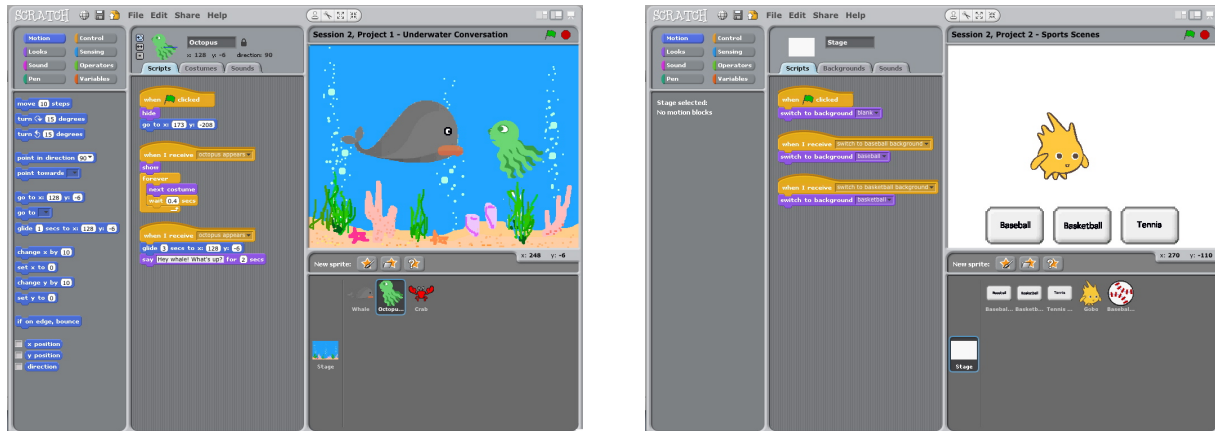 SCRATCH File Edit Share Help
Motion Control
Looks Sensing
Sound Operators
Pen Variables
move 10 steps
turn 15 degrees
turn 15 degrees
point in direction 90
point towards
go to x: 128 y: -6
go to
glide 1 secs to x: 128 y: -6
change x by 10
set x to 0
change y by 10
set y to 0
if on edge, bounce
x position
y position
direction
Octopus
x: 128 y: -6 direction: 90
Scripts Costumes Sounds
when clicked
hide
go to x: 173 y: -208
when I receive octopus appears
show
forever
next costume
wait 0.4 secs
when I receive octopus appears
glide 3 secs to x: 128 y: -6
say Hey whale! What's up? for 2 secs
Session 2, Project 1 - Underwater Conversation
x: 248 y: -6
New sprite:
Whale Octopu... Crab
Stage
SCRATCH File Edit Share Help
Motion Control
Looks Sensing
Sound Operators
Pen Variables
Stage selected:
No motion blocks
Stage
Scripts Backgrounds Sounds
when clicked
switch to background blank
when I receive switch to baseball background
switch to background baseball
when I receive switch to basketball background
switch to background basketball
Session 2, Project 2 - Sports Scenes
Baseball Basketball Tennis
x: 270 y: -110
New sprite:
Baseball Basketball Tennis
Basebal... Basketb... Tennis ... Gobo Basebal...
Stage